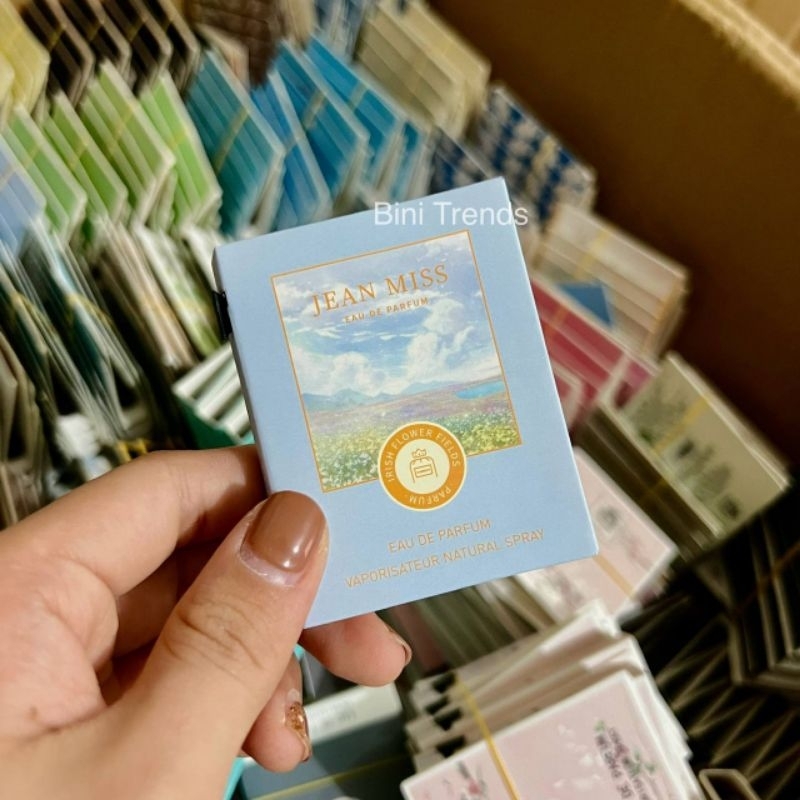 Bini Trends
JEAN MISS
EAU DE PARFUM
IRISH FLOWER FIELDS
PARFUM
EAU DE PARFUM
VAPORISATEUR NATURAL SPRAY